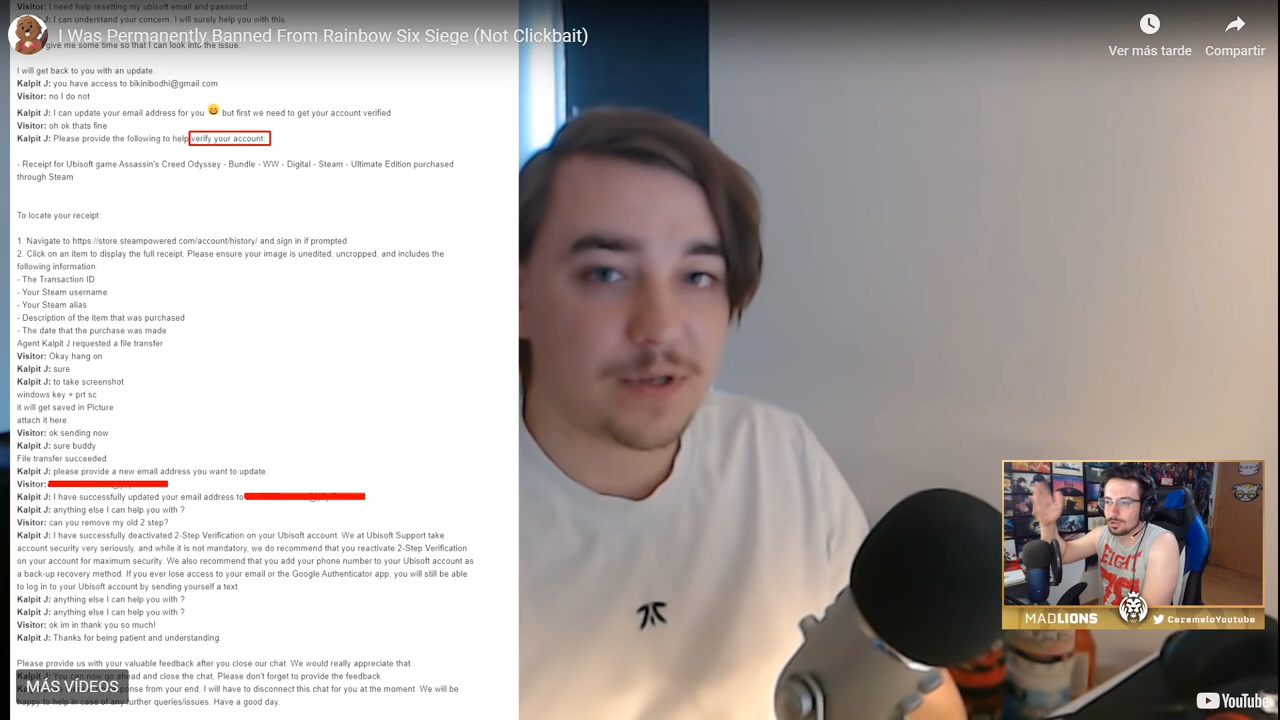 Visitor: I need help resetting my ubisoft email and password.
Kalpit J: I can understand your concern, I will surely help you with this.
I Was Permanently Banned From Rainbow Six Siege (Not Clickbait)
give me some time so that I can look into the issue.
Ver más tarde
Compartir
I will get back to you with an update.
Kalpit J: you have access to bikinibodhi@gmail.com
Visitor: no I do not
Kalpit J: I can update your email address for you 😄 but first we need to get your account verified
Visitor: oh ok thats fine
Kalpit J: Please provide the following to help verify your account:
- Receipt for Ubisoft game Assassin's Creed Odyssey - Bundle - WW - Digital - Steam - Ultimate Edition purchased
through Steam
To locate your receipt:
1. Navigate to https://store.steampowered.com/account/history/ and sign in if prompted.
2. Click on an item to display the full receipt. Please ensure your image is unedited, uncropped, and includes the
following information:
- The Transaction ID
- Your Steam username
- Your Steam alias
- Description of the item that was purchased
- The date that the purchase was made
Agent Kalpit J requested a file transfer
Visitor: Okay hang on
Kalpit J: sure
Kalpit J: to take screenshot
windows key + prt sc
it will get saved in Picture
attach it here.
Visitor: ok sending now
Kalpit J: sure buddy
File transfer succeeded.
Kalpit J: please provide a new email address you want to update.
Visitor:
Kalpit J: I have successfully updated your email address to
Kalpit J: anything else I can help you with ?
Visitor: can you remove my old 2 step?
Kalpit J: I have successfully deactivated 2-Step Verification on your Ubisoft account. We at Ubisoft Support take
account security very seriously, and while it is not mandatory, we do recommend that you reactivate 2-Step Verification
on your account for maximum security. We also recommend that you add your phone number to your Ubisoft account as
a back-up recovery method. If you ever lose access to your email or the Google Authenticator app, you will still be able
to log in to your Ubisoft account by sending yourself a text.
Kalpit J: anything else I can help you with ?
Kalpit J: anything else I can help you with ?
Visitor: ok im in thank you so much!
Kalpit J: Thanks for being patient and understanding.
Please provide us with your valuable feedback after you close our chat. We would really appreciate that.
Kalpit J: You can now go ahead and close the chat, Please don't forget to provide the feedback
MÁS VÍDEOS
from your end, I will have to disconnect this chat for you at the moment. We will be
happy to help in case of any further queries/issues. Have a good day.
EIGHT
MADLIONS
CaremeloYoutube
YouTube